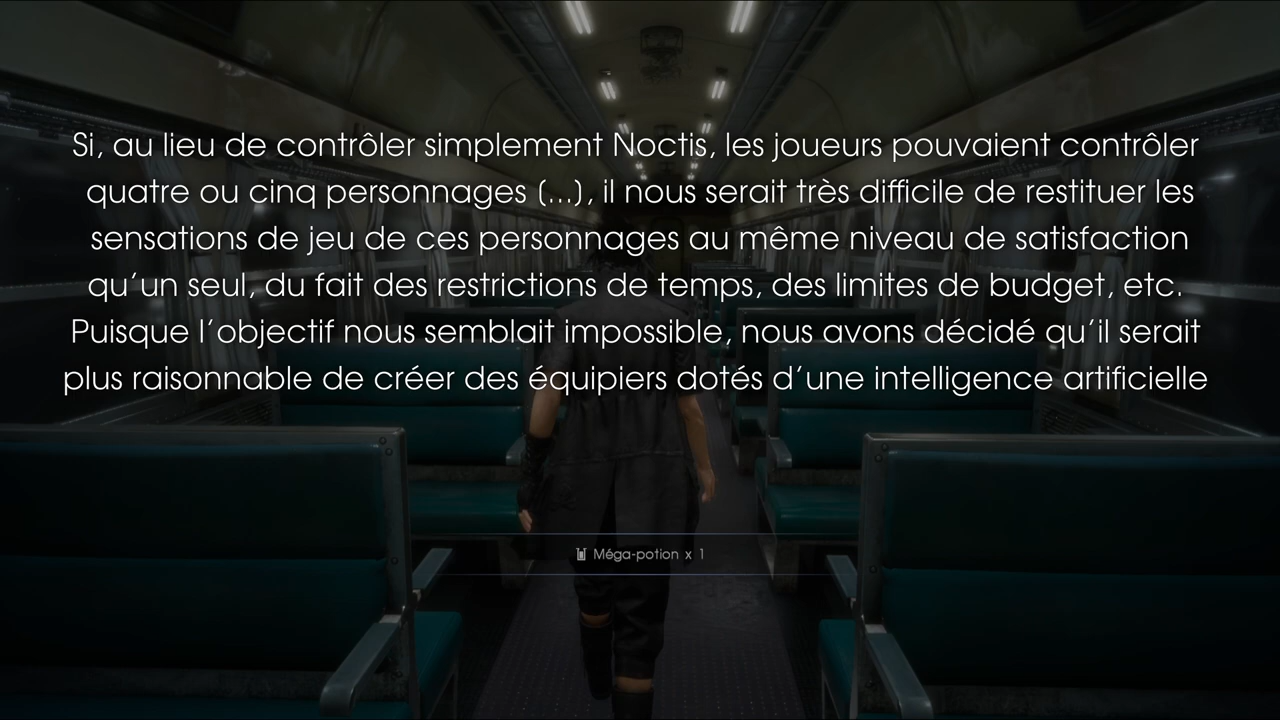 Si, au lieu de contrôler simplement Noctis, les joueurs pouvaient contrôler
quatre ou cinq personnages (...), il nous serait très difficile de restituer les
sensations de jeu de ces personnages au même niveau de satisfaction
qu’un seul, du fait des restrictions de temps, des limites de budget, etc.
Puisque l’objectif nous semblait impossible, nous avons décidé qu’il serait
plus raisonnable de créer des équipiers dotés d’une intelligence artificielle
Méga-potion x 1